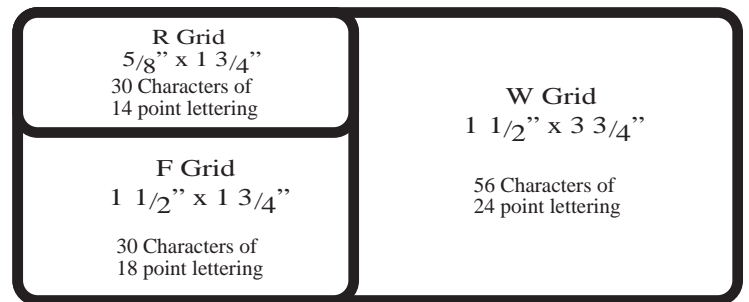 R Grid
5/8” x 1 3/4”
30 Characters of
14 point lettering
F Grid
1 1/2” x 1 3/4”
30 Characters of
18 point lettering
W Grid
1 1/2” x 3 3/4”
56 Characters of
24 point lettering